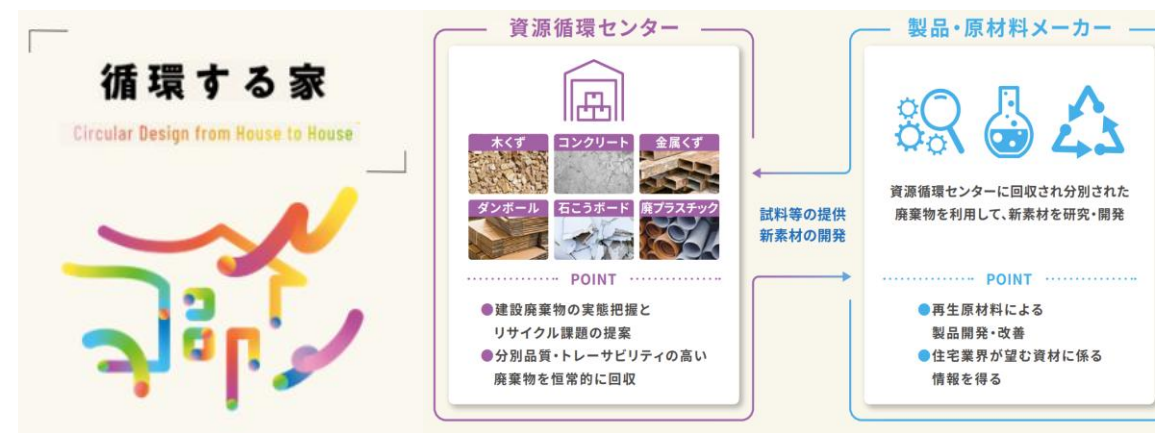 循環する家
Circular Design from House to House
資源循環センター
木くず
コンクリート
金属くず
ダンボール
石こうボード
廃プラスチック
POINT
●建設廃棄物の実態把握と
リサイクル課題の提案
●分別品質・トレーサビリティの高い
廃棄物を恒常的に回収
試料等の提供
新素材の開発
製品・原材料メーカー
資源循環センターに回収され分別された
廃棄物を利用して、新素材を研究・開発
POINT
●再生原材料による
製品開発・改善
●住宅業界が望む資材に係る
情報を得る